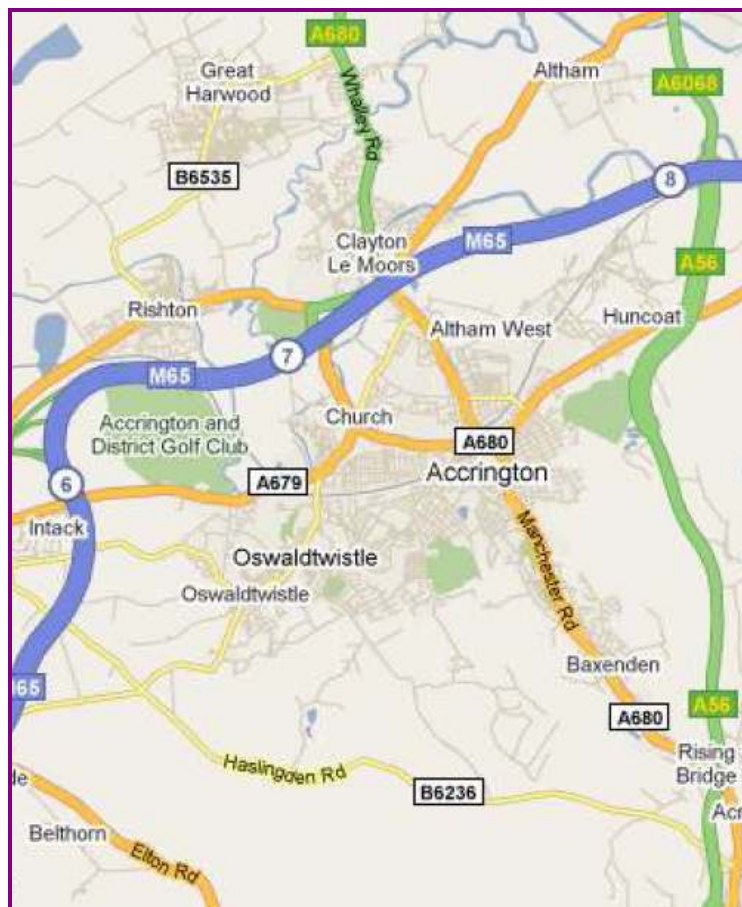 A680
Great
Harwood
Altham
Whalley Rd
A6068
B6535
8
Clayton
Le Moors
M65
A56
Rishton
Altham West
Huncoat
7
M65
Accrington and
District Golf Club
Church
A680
Accrington
6
A679
Intack
Manchester Rd
Oswaldtwistle
Oswaldtwistle
Baxenden
M65
A56
A680
Rising
Bridge
Haslingden Rd
de
B6236
Acr
Belthorn
Elton Rd